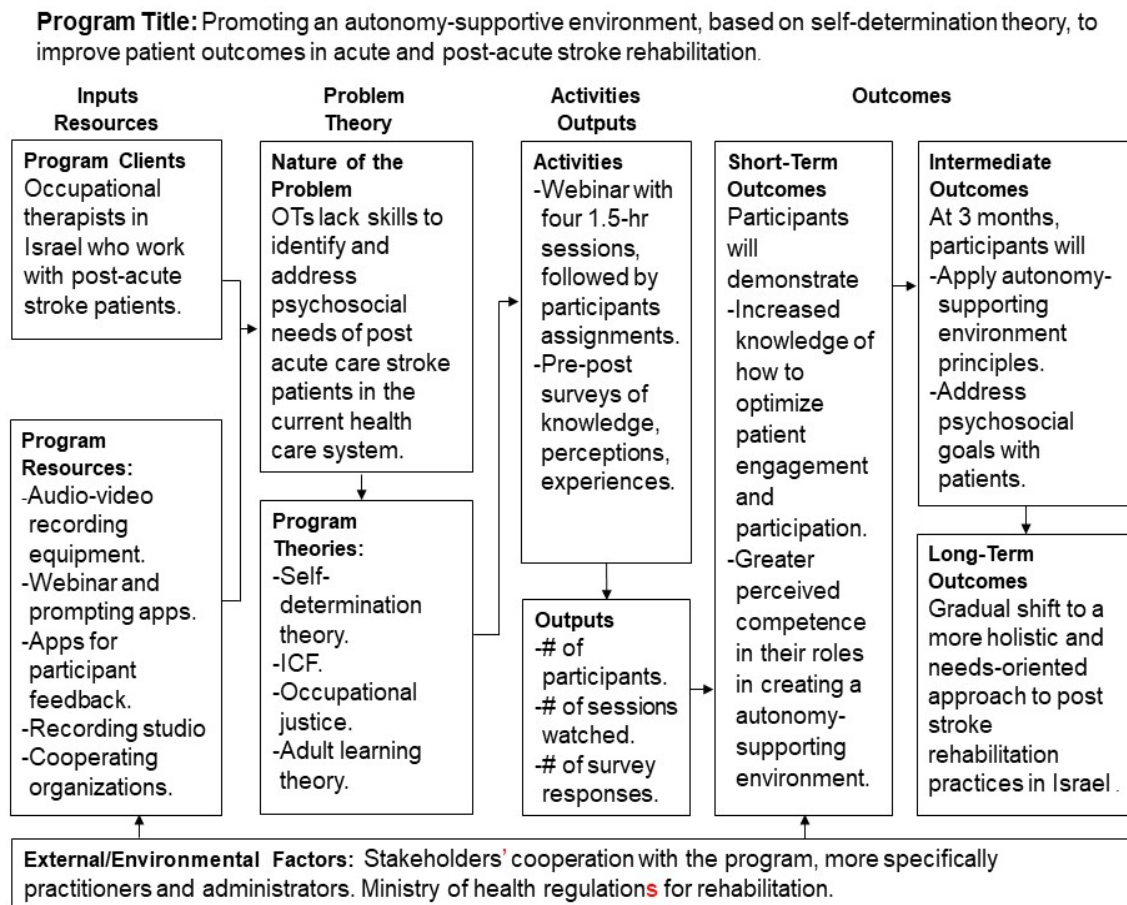 Program Title: Promoting an autonomy-supportive environment, based on self-determination theory, to
improve patient outcomes in acute and post-acute stroke rehabilitation.
Inputs
Resources
Problem
Theory
Activities
Outputs
Outcomes
Program Clients
Occupational
therapists in
Israel who work
with post-acute
stroke patients.
Program
Resources:
-Audio-video
recording
equipment.
-Webinar and
prompting apps.
-Apps for
participant
feedback.
-Recording studio
-Cooperating
organizations.
Nature of the
Problem
OTs lack skills to
identify and
address
psychosocial
needs of post
acute care stroke
patients in the
current health
care system.
Program
Theories:
-Self-
determination
theory.
-ICF.
-Occupational
justice.
-Adult learning
theory.
Activities
-Webinar with
four 1.5-hr
sessions,
followed by
participants
assignments.
-Pre-post
surveys of
knowledge,
perceptions,
experiences.
Outputs
-# of
participants.
-# of sessions
watched.
-# of survey
responses.
Short-Term
Outcomes
Participants
will
demonstrate
-Increased
knowledge of
how to
optimize
patient
engagement
and
participation.
-Greater
perceived
competence
in their roles
in creating a
autonomy-
supporting
environment.
Intermediate
Outcomes
At 3 months,
participants will
-Apply autonomy-
supporting
environment
principles.
-Address
psychosocial
goals with
patients.
Long-Term
Outcomes
Gradual shift to a
more holistic and
needs-oriented
approach to post
stroke
rehabilitation
practices in Israel .
External/Environmental Factors: Stakeholders’ cooperation with the program, more specifically
practitioners and administrators. Ministry of health regulations for rehabilitation.